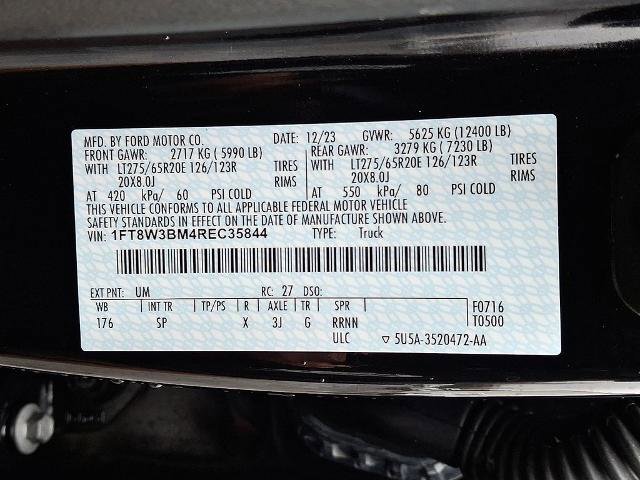 MFD. BY FORD MOTOR CO. DATE: 12/23 GVWR: 5625 KG (12400 LB)
FRONT GAWR: 2717 KG (5990 LB) REAR GAWR: 3279 KG (7230 LB)
WITH LT275/65R20E 126/123R TIRES WITH LT275/65R20E 126/123R TIRES
20X8.0J RIMS 20X8.0J RIMS
AT 420 kPa/ 60 PSI COLD AT 550 kPa/ 80 PSI COLD
THIS VEHICLE CONFORMS TO ALL APPLICABLE FEDERAL MOTOR VEHICLE
SAFETY STANDARDS IN EFFECT ON THE DATE OF MANUFACTURE SHOWN ABOVE.
VIN: 1FT8W3BM4REC35844 TYPE: Truck
EXT PNT: UM RC: 27 DSO:
WB INT TR TP/PS R AXLE TR SPR F0716
176 SP X 3J G RRNN T0500
ULC ▽ 5U5A-3520472-AA